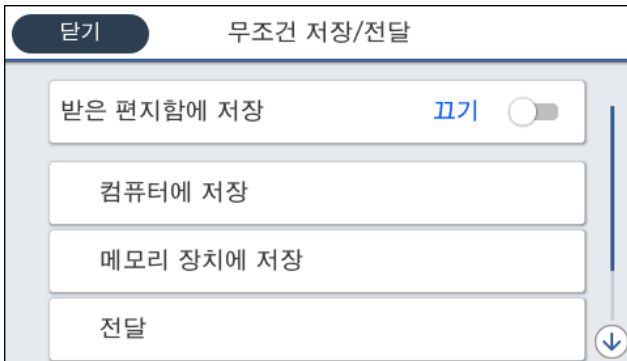 닫기 무조건 저장/전달
받은 편지함에 저장 끄기
컴퓨터에 저장
메모리 장치에 저장
전달